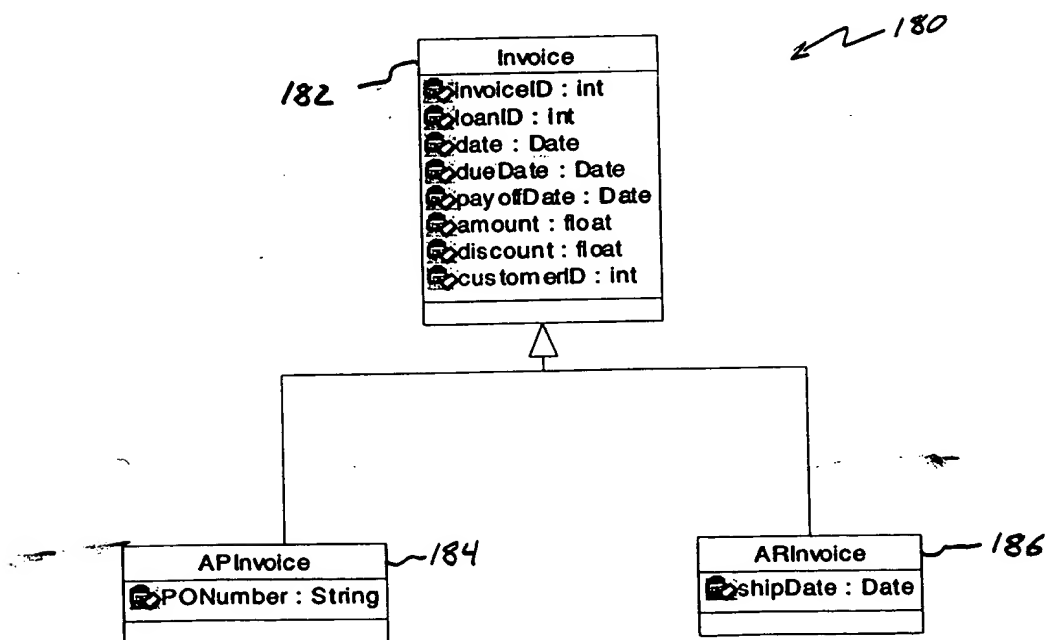 180
Invoice
182
invoiceID : int
loanID : int
date : Date
dueDate : Date
payoffDate : Date
amount : float
discount : float
customerID : int
APInvoice
184
PONumber : String
ARInvoice
186
shipDate : Date